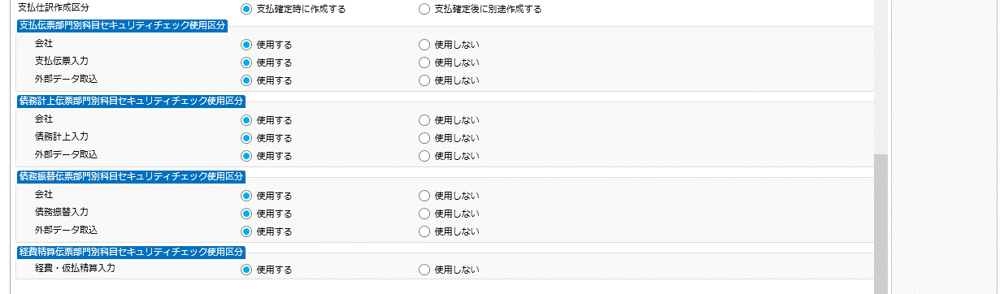 支払仕訳作成区分 支払確定時に作成する 支払確定後に別途作成する
支払伝票部門別科目セキュリティチェック使用区分
会社 使用する 使用しない
支払伝票入力 使用する 使用しない
外部データ取込 使用する 使用しない
債務計上伝票部門別科目セキュリティチェック使用区分
会社 使用する 使用しない
債務計上入力 使用する 使用しない
外部データ取込 使用する 使用しない
債務振替伝票部門別科目セキュリティチェック使用区分
会社 使用する 使用しない
債務振替入力 使用する 使用しない
外部データ取込 使用する 使用しない
経費精算伝票部門別科目セキュリティチェック使用区分
経費・仮払精算入力 使用する 使用しない